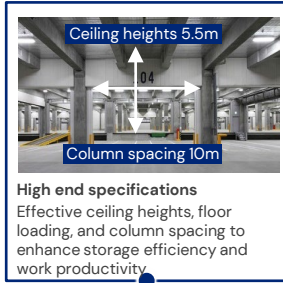 Ceiling heights 5.5m
04
Column spacing 10m
High end specifications
Effective ceiling heights, floor
loading, and column spacing to
enhance storage efficiency and
work productivity